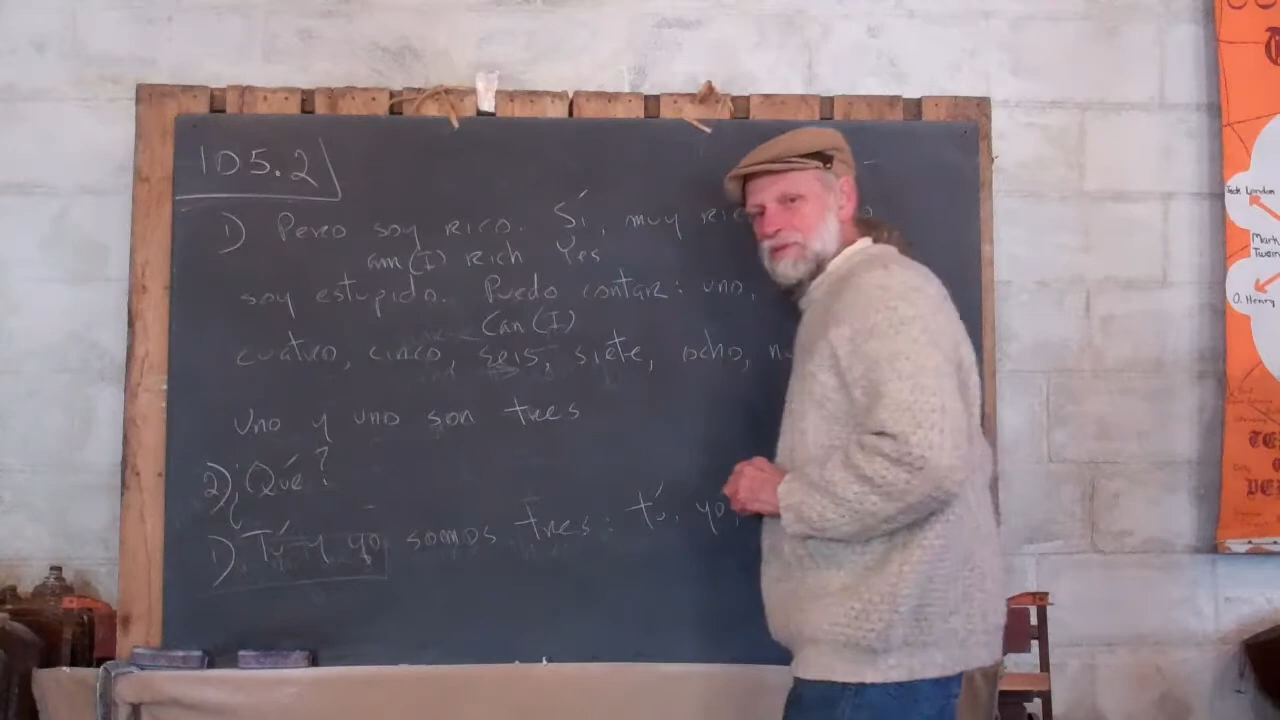 105.2
1) Pero soy rico. Sí, muy
am (I) rich Yes
soy estupido. Puedo contar: uno,
Can (I)
cuatro, cinco, seis, siete, ocho,
Uno y uno son tres
2) ¿Qué?
1) Tú y yo somos tres: tú, yo,
Jack London
Mark Twain
O. Henry